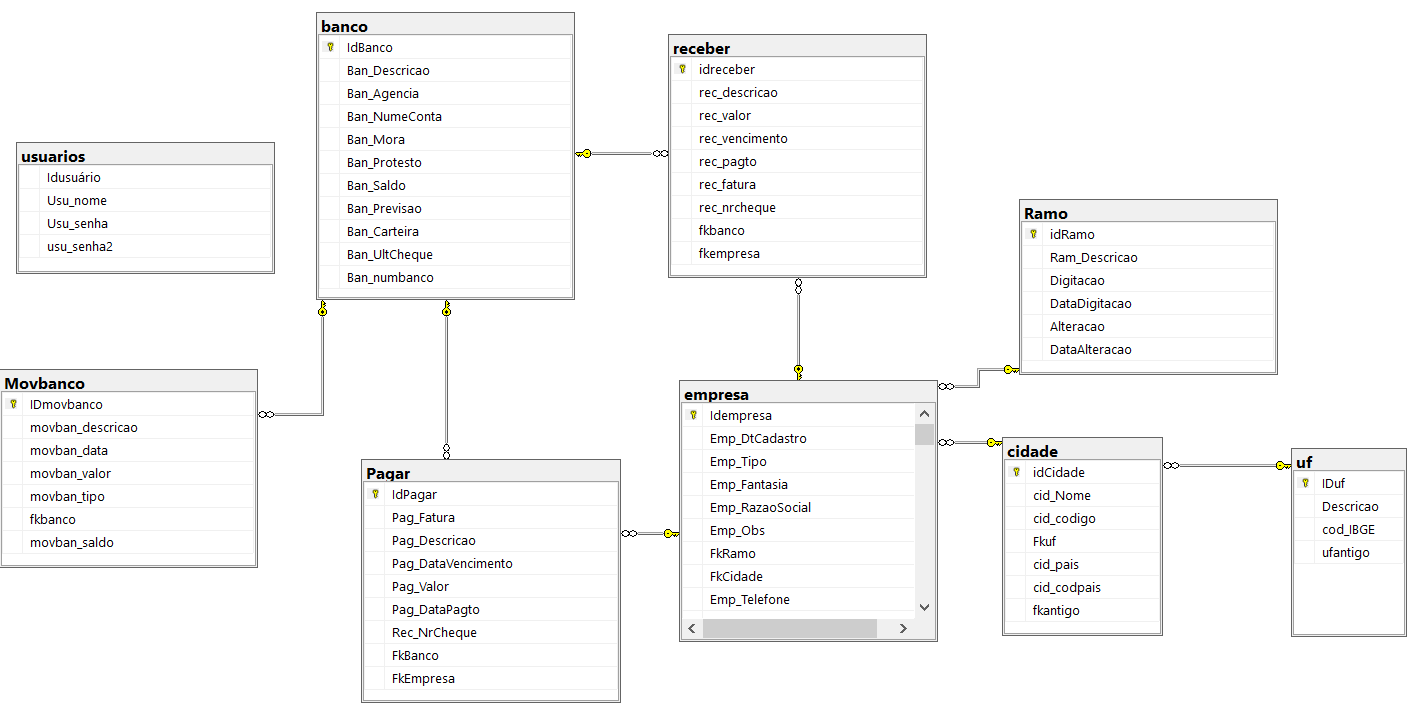 banco
IdBanco
Ban_Descricao
Ban_Agencia
Ban_NumeConta
Ban_Mora
Ban_Protesto
Ban_Saldo
Ban_Previsao
Ban_Carteira
Ban_UltCheque
Ban_numbanco
receber
idreceber
rec_descricao
rec_valor
rec_vencimento
rec_pagto
rec_fatura
rec_nrcheque
fkbanco
fkempresa
usuarios
Idusuário
Usu_nome
Usu_senha
usu_senha2
Ramo
idRamo
Ram_Descricao
Digitacao
DataDigitacao
Alteracao
DataAlteracao
Movbanco
IDmovbanco
movban_descricao
movban_data
movban_valor
movban_tipo
fkbanco
movban_saldo
Pagar
IdPagar
Pag_Fatura
Pag_Descricao
Pag_DataVencimento
Pag_Valor
Pag_DataPagto
Rec_NrCheque
FkBanco
FkEmpresa
empresa
Idempresa
Emp_DtCadastro
Emp_Tipo
Emp_Fantasia
Emp_RazaoSocial
Emp_Obs
FkRamo
FkCidade
Emp_Telefone
cidade
idCidade
cid_Nome
cid_codigo
Fkuf
cid_pais
cid_codpais
fkantigo
uf
IDuf
Descricao
cod_IBGE
ufantigo